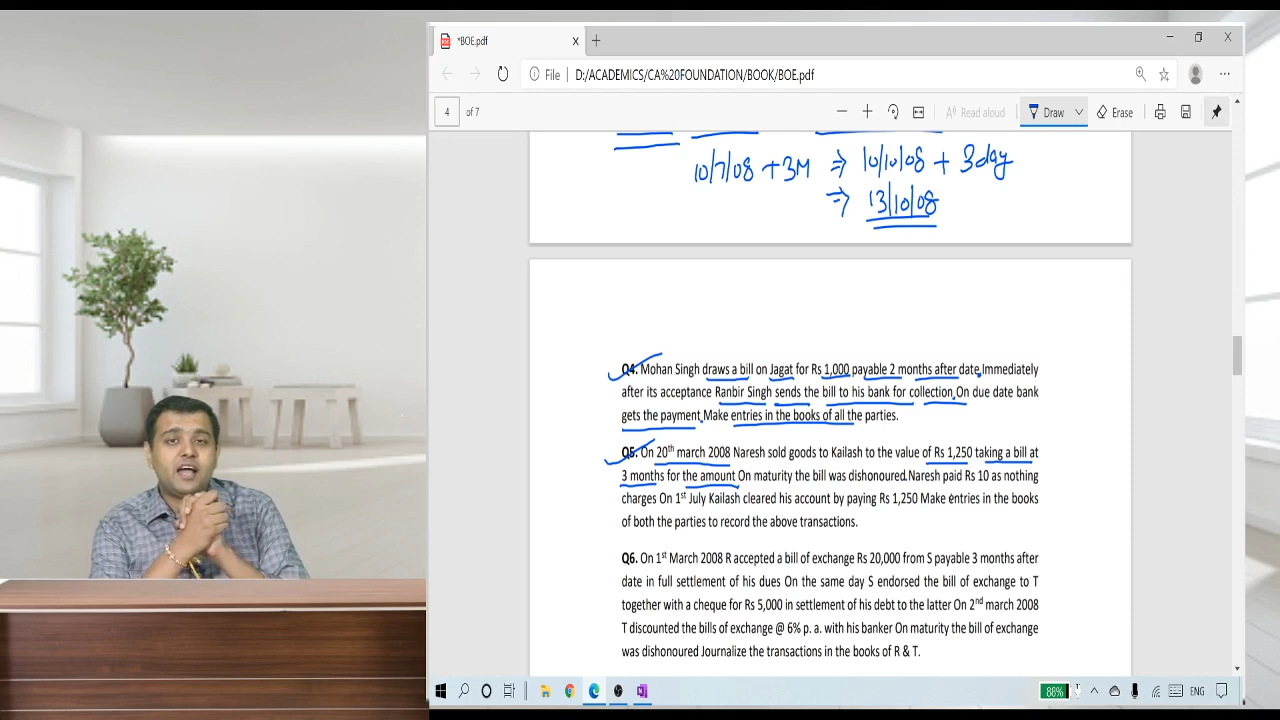 *BOE.pdf
File D:/ACADEMICS/CA%20FOUNDATION/BOOK/BOE.pdf
4 of 7 Read aloud Draw Erase
10/7/08 + 3M ⇒ 10/10/08 + 3 day
⇒ 13/10/08
Q4. Mohan Singh draws a bill on Jagat for Rs 1,000 payable 2 months after date. Immediately
after its acceptance Ranbir Singh sends the bill to his bank for collection. On due date bank
gets the payment. Make entries in the books of all the parties.
Q5. On 20th march 2008 Naresh sold goods to Kailash to the value of Rs 1,250 taking a bill at
3 months for the amount On maturity the bill was dishonoured. Naresh paid Rs 10 as nothing
charges On 1st July Kailash cleared his account by paying Rs 1,250 Make entries in the books
of both the parties to record the above transactions.
Q6. On 1st March 2008 R accepted a bill of exchange Rs 20,000 from S payable 3 months after
date in full settlement of his dues On the same day S endorsed the bill of exchange to T
together with a cheque for Rs 5,000 in settlement of his debt to the latter On 2nd march 2008
T discounted the bills of exchange @ 6% p. a. with his banker On maturity the bill of exchange
was dishonoured Journalize the transactions in the books of R & T.
88% ENG